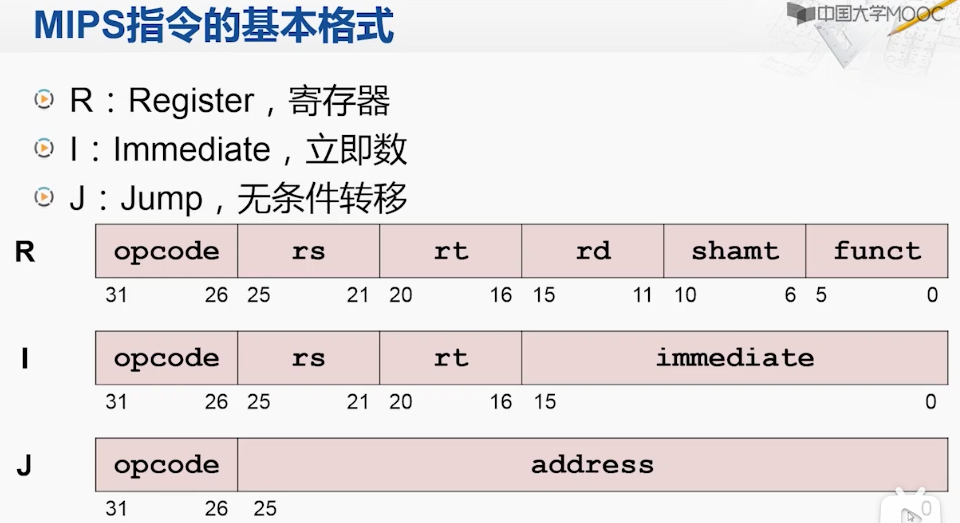 MIPS指令的基本格式
中国大学MOOC
R：Register，寄存器
I：Immediate，立即数
J：Jump，无条件转移
R opcode rs rt rd shamt funct
31 26 25 21 20 16 15 11 10 6 5 0
I opcode rs rt immediate
31 26 25 21 20 16 15 0
J opcode address
31 26 25 0